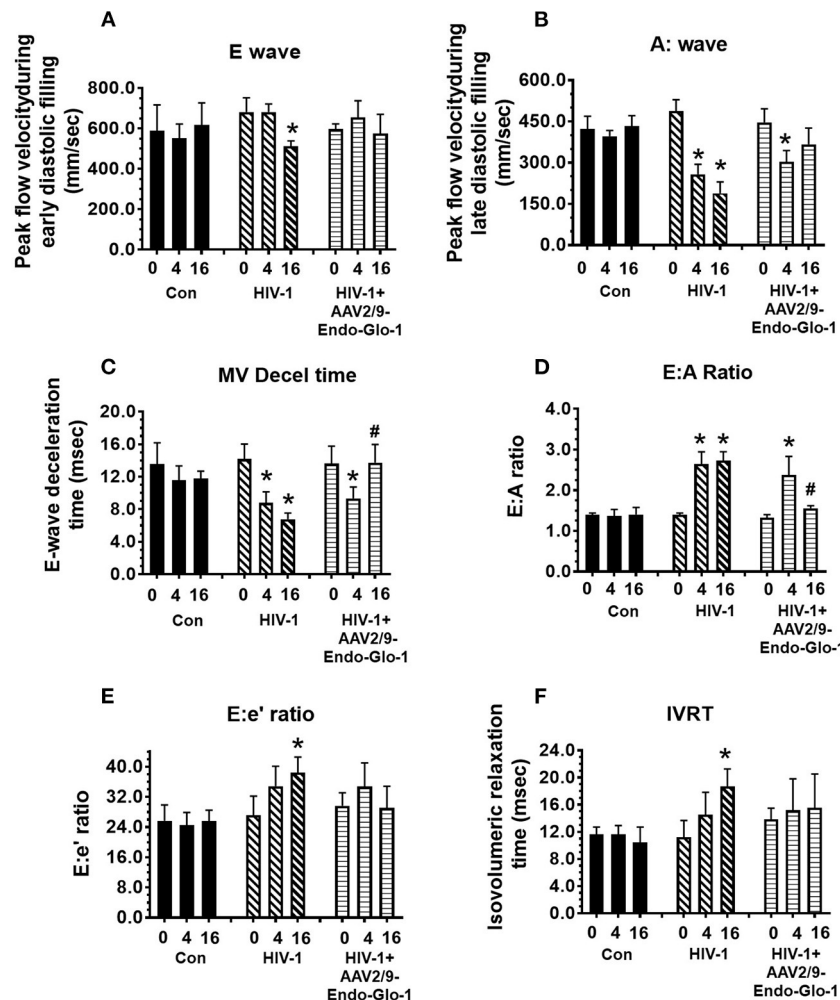 A
E wave
Peak flow velocityduring
early diastolic filling
(mm/sec)
800.0
600.0
400.0
200.0
0.0
*
0 4 16 0 4 16 0 4 16
Con HIV-1 HIV-1+
AAV2/9-
Endo-Glo-1
B
A: wave
Peak flow velocityduring
late diastolic filling
(mm/sec)
600.0
450.0
300.0
150.0
0.0
* * *
0 4 16 0 4 16 0 4 16
Con HIV-1 HIV-1+
AAV2/9-
Endo-Glo-1
C
MV Decel time
E-wave deceleration
time (msec)
20.0
16.0
12.0
8.0
4.0
0.0
* * * #
0 4 16 0 4 16 0 4 16
Con HIV-1 HIV-1+
AAV2/9-
Endo-Glo-1
D
E:A Ratio
E:A ratio
4.0
3.0
2.0
1.0
0.0
* * * #
0 4 16 0 4 16 0 4 16
Con HIV-1 HIV-1+
AAV2/9-
Endo-Glo-1
E
E:e' ratio
E:e' ratio
40.0
32.0
24.0
16.0
8.0
0.0
*
0 4 16 0 4 16 0 4 16
Con HIV-1 HIV-1+
AAV2/9-
Endo-Glo-1
F
IVRT
Isovolumeric relaxation
time (msec)
24.0
20.0
16.0
12.0
8.0
4.0
0.0
*
0 4 16 0 4 16 0 4 16
Con HIV-1 HIV-1+
AAV2/9-
Endo-Glo-1